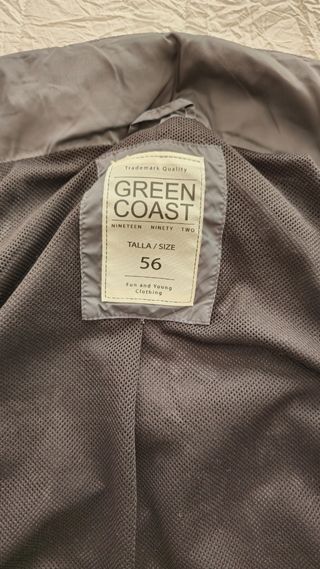 Trademark Quality
GREEN
COAST
NINETEEN NINETY TWO
TALLA / SIZE
56
Fun and Young
Clothing